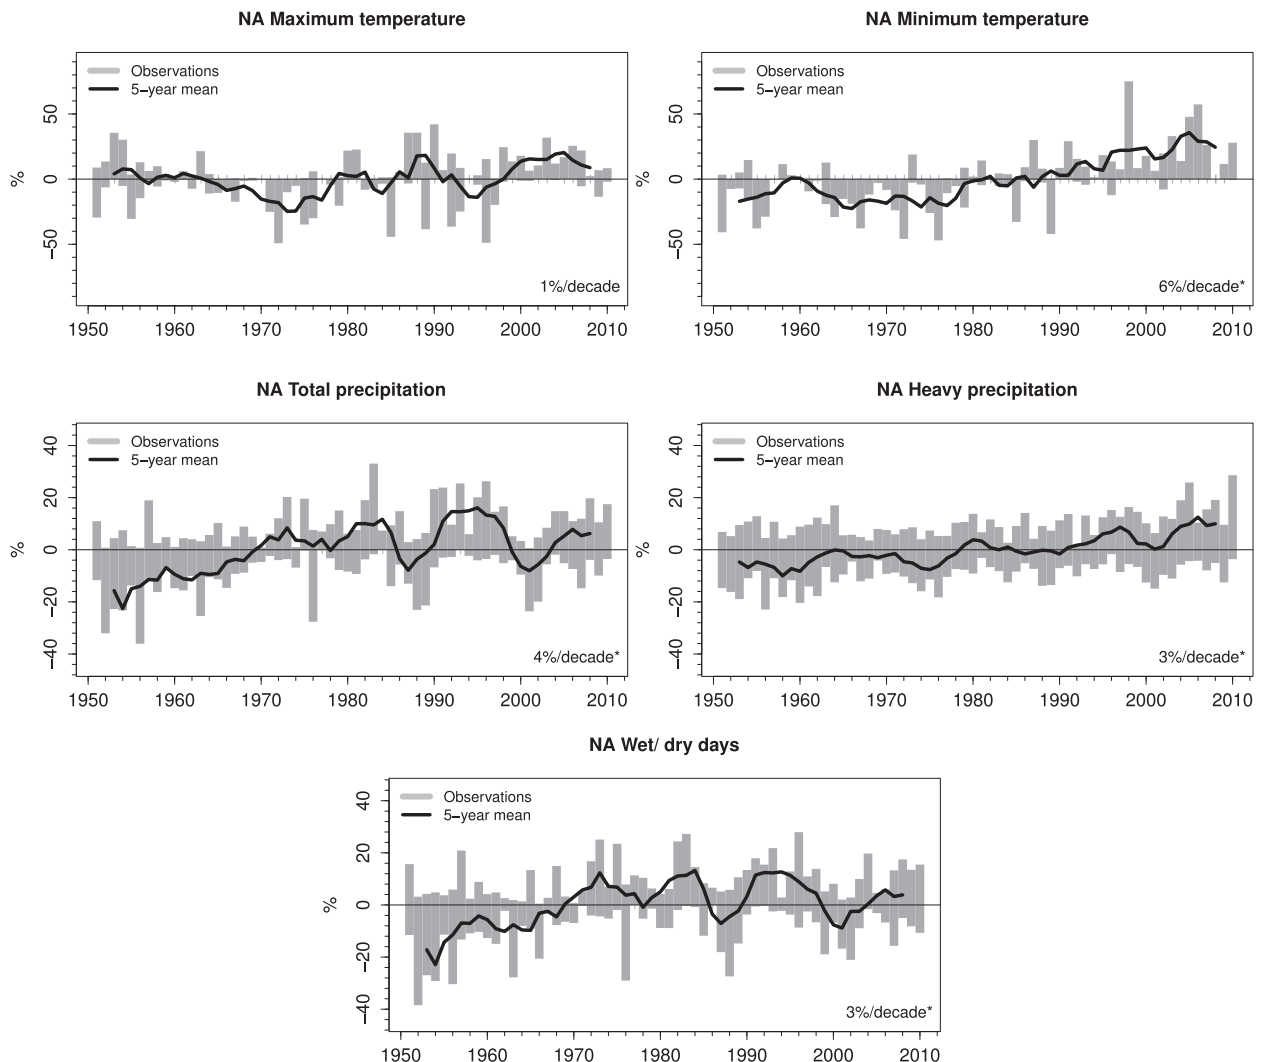 NA Maximum temperature
Observations
5−year mean
%
50
0
−50
1%/decade
1950 1960 1970 1980 1990 2000 2010
NA Minimum temperature
Observations
5−year mean
%
50
0
−50
6%/decade*
1950 1960 1970 1980 1990 2000 2010
NA Total precipitation
Observations
5−year mean
%
40
20
0
−20
−40
4%/decade*
1950 1960 1970 1980 1990 2000 2010
NA Heavy precipitation
Observations
5−year mean
%
40
20
0
−20
−40
3%/decade*
1950 1960 1970 1980 1990 2000 2010
NA Wet/ dry days
Observations
5−year mean
%
40
20
0
−20
−40
3%/decade*
1950 1960 1970 1980 1990 2000 2010